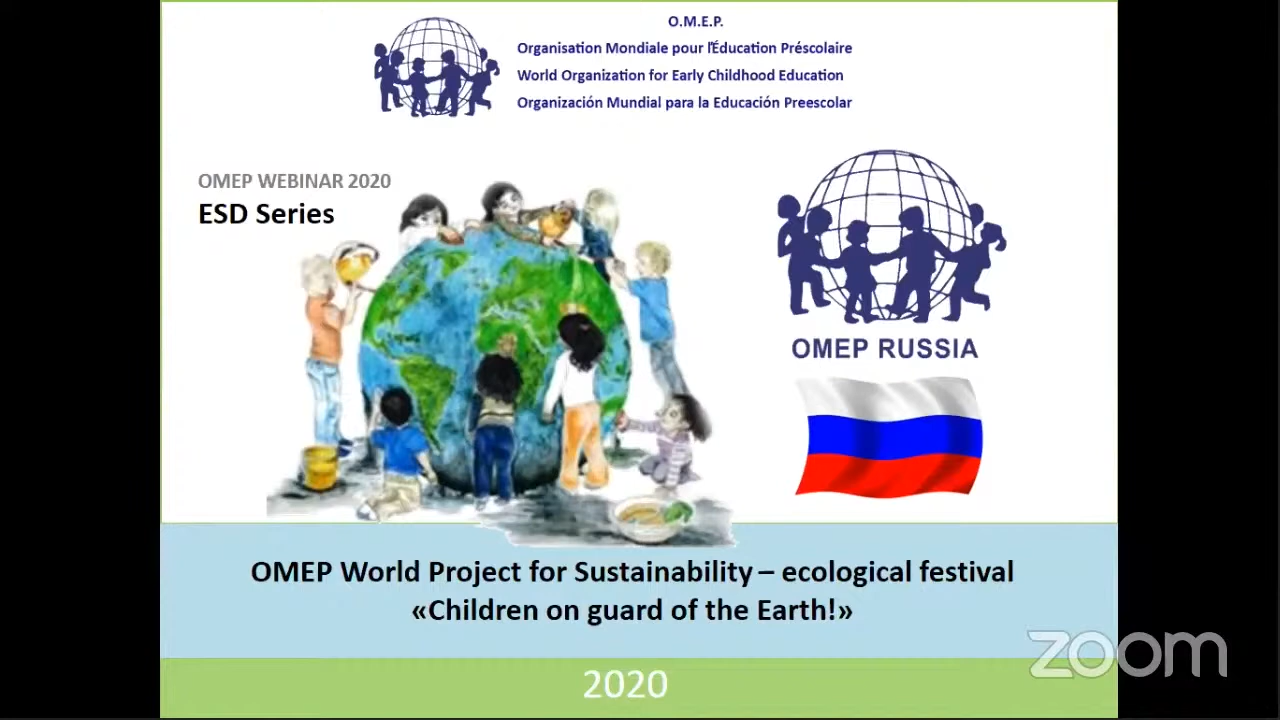 O.M.E.P.
Organisation Mondiale pour l'Éducation Préscolaire
World Organization for Early Childhood Education
Organización Mundial para la Educación Preescolar
OMEP WEBINAR 2020
ESD Series
OMEP RUSSIA
OMEP World Project for Sustainability – ecological festival
«Children on guard of the Earth!»
zoom
2020